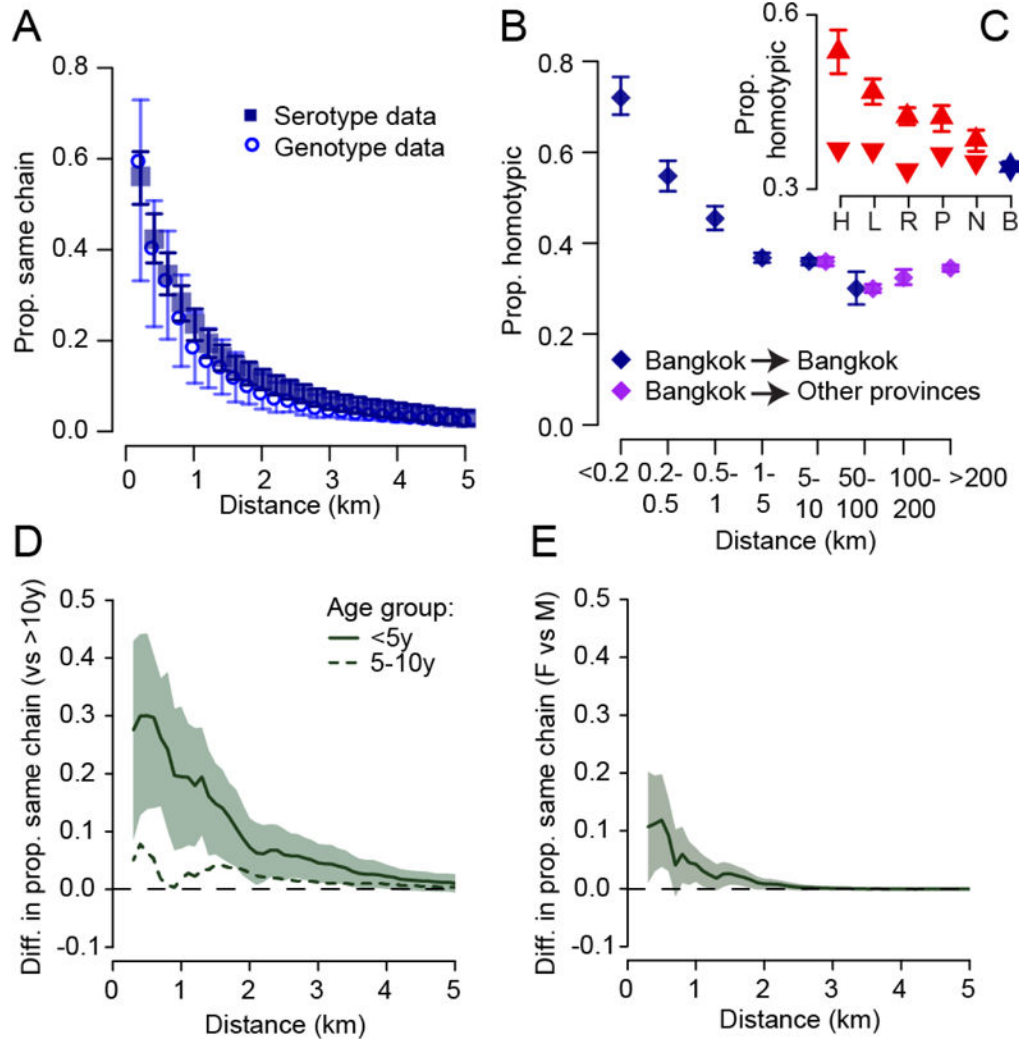 A
Prop. same chain
0.8
0.6
0.4
0.2
0.0
Serotype data
Genotype data
0 1 2 3 4 5
Distance (km)
B
Prop. homotypic
0.8
0.6
0.4
0.2
0.0
Bangkok Bangkok
Bangkok Other provinces
<0.2 0.2-0.5 0.5-1 1-5 5-10 50-100 100-200 >200
Distance (km)
C
Prop.
homotypic
0.6
0.3
H L R P N B
D
Diff. in prop. same chain (vs >10y)
0.5
0.4
0.3
0.2
0.1
0.0
-0.1
Age group:
<5y
5-10y
0 1 2 3 4 5
Distance (km)
E
Diff. in prop. same chain (F vs M)
0.5
0.4
0.3
0.2
0.1
0.0
-0.1
0 1 2 3 4 5
Distance (km)